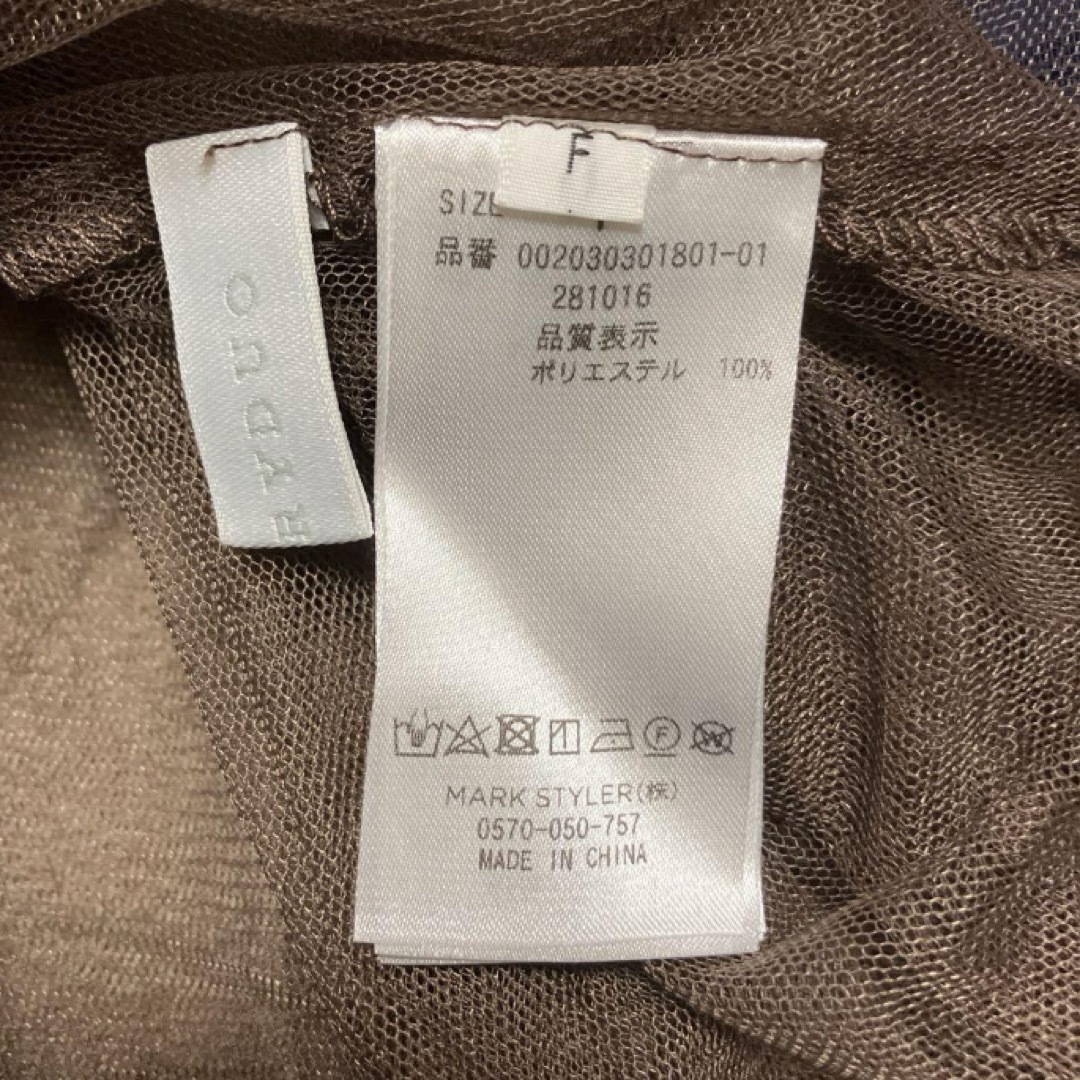 F
SIZE
品番 002030301801-01
281016
品質表示
ポリエステル 100%
MARK STYLER(株)
0570-050-757
MADE IN CHINA
RYDUO